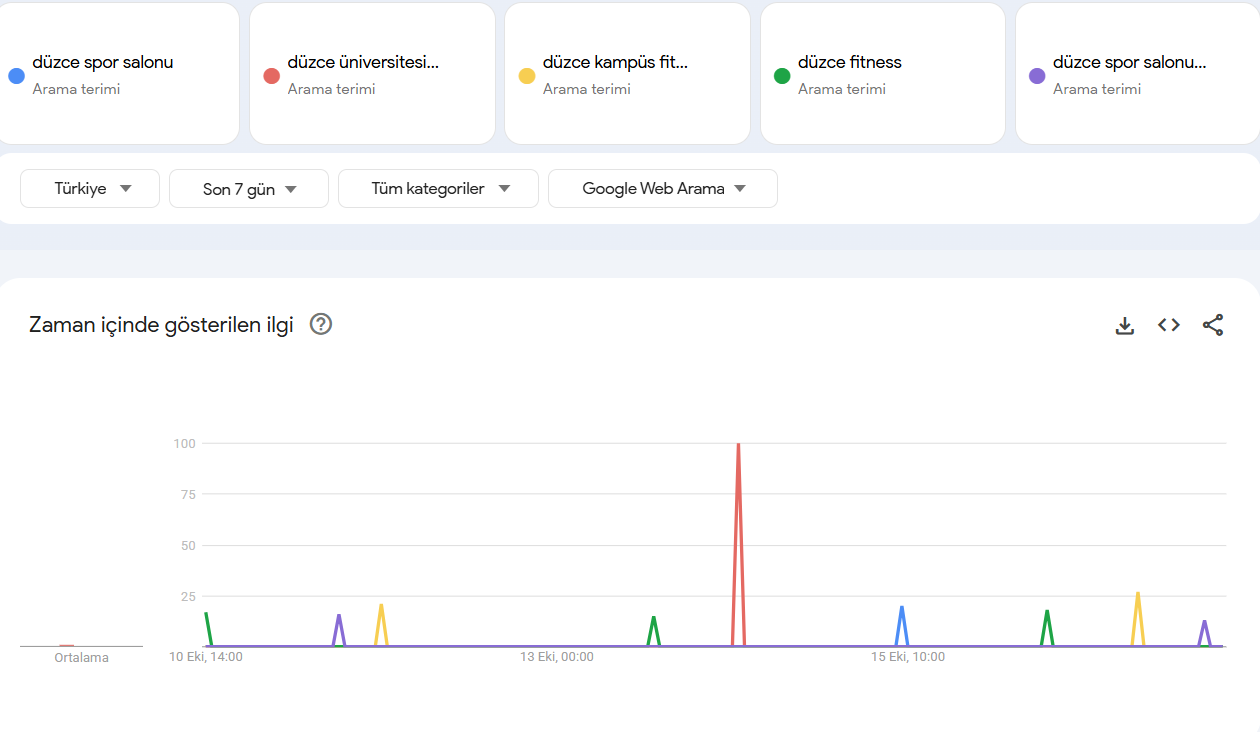 düzce spor salonu
Arama terimi
düzce üniversitesi...
Arama terimi
düzce kampüs fit...
Arama terimi
düzce fitness
Arama terimi
düzce spor salonu...
Arama terimi
Türkiye
Son 7 gün
Tüm kategoriler
Google Web Arama
Zaman içinde gösterilen ilgi
?
100
75
50
25
Ortalama
10 Eki, 14:00
13 Eki, 00:00
15 Eki, 10:00